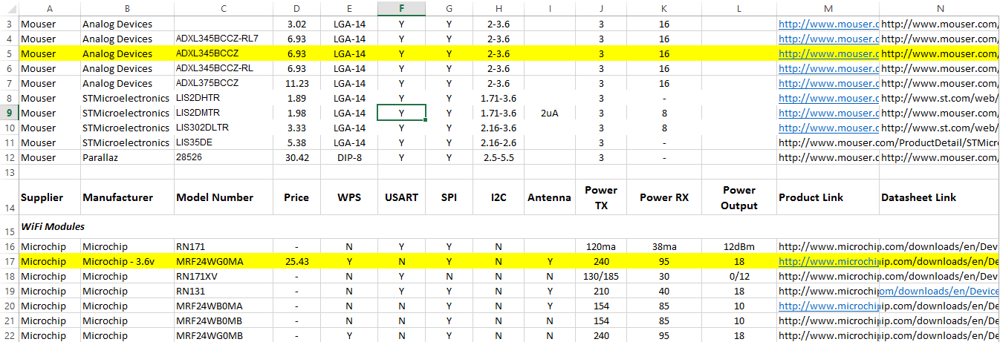 A B C D E F G H I J K L M N
3 Mouser Analog Devices 3.02 LGA-14 Y Y 2-3.6 3 16 http://www.mouser.c http://www.mouser.com/
4 Mouser Analog Devices ADXL345BCCZ-RL7 6.93 LGA-14 Y Y 2-3.6 3 16 http://www.mouser.c http://www.mouser.com/
5 Mouser Analog Devices ADXL345BCCZ 6.93 LGA-14 Y Y 2-3.6 3 16 http://www.mouser.c http://www.mouser.com/
6 Mouser Analog Devices ADXL345BCCZ-RL 6.93 LGA-14 Y Y 2-3.6 3 16 http://www.mouser.c http://www.mouser.com/
7 Mouser Analog Devices ADXL375BCCZ 11.23 LGA-14 Y Y 2-3.6 3 16 http://www.mouser.c http://www.mouser.com/
8 Mouser STMicroelectronics LIS2DHTR 1.89 LGA-14 Y Y 1.71-3.6 3 - http://www.mouser.c http://www.st.com/web/
9 Mouser STMicroelectronics LIS2DMTR 1.98 LGA-14 Y Y 1.71-3.6 2uA 3 8 http://www.mouser.c http://www.mouser.com/
10 Mouser STMicroelectronics LIS302DLTR 3.33 LGA-14 Y Y 2.16-3.6 3 8 http://www.mouser.c http://www.st.com/web/
11 Mouser STMicroelectronics LIS35DE 5.38 LGA-14 Y Y 2.16-2.6 3 - http://www.mouser.com/ProductDetail/STMicr
12 Mouser Parallaz 28526 30.42 DIP-8 Y Y 2.5-5.5 3 - http://www.mouser.c http://www.mouser.com/
13
14 Supplier Manufacturer Model Number Price WPS USART SPI I2C Antenna Power TX Power RX Power Output Product Link Datasheet Link
15 WiFi Modules
16 Microchip Microchip RN171 - N Y Y N 120ma 38ma 12dBm http://www.microchip.com/downloads/en/Dev
17 Microchip Microchip - 3.6v MRF24WG0MA 25.43 Y N Y N Y 240 95 18 http://www.microchip.com/downloads/en/De
18 Microchip Microchip RN171XV - N Y N N N 130/185 30 0/12 http://www.microchip.com/downloads/en/Dev
19 Microchip Microchip RN131 - N Y Y N Y 210 40 18 http://www.microchip om/downloads/en/Device
20 Microchip Microchip MRF24WB0MA - N N Y N Y 154 85 10 http://www.microchip.com/downloads/en/De
21 Microchip Microchip MRF24WB0MB - N N Y N N 154 85 10 http://www.microchip.com/downloads/en/De
22 Microchip Microchip MRF24WG0MB - Y N Y N N 240 95 18 http://www.microchip.com/downloads/en/De